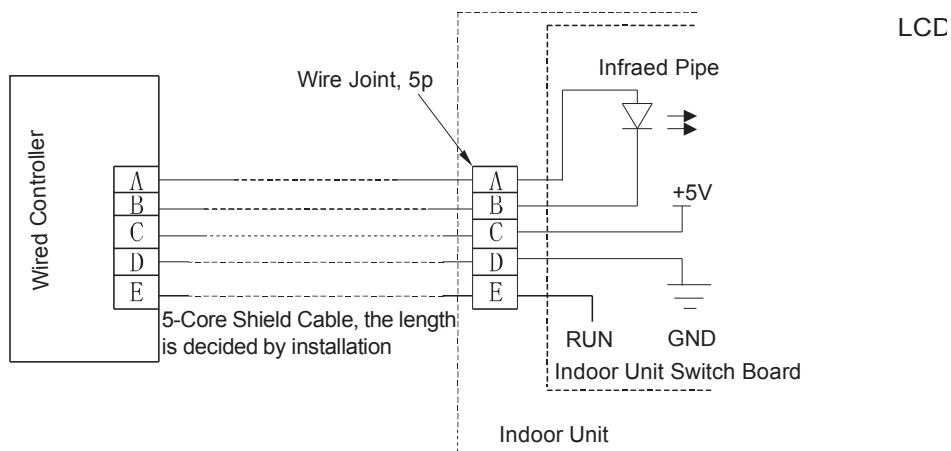 LCD
Infraed Pipe
Wire Joint, 5p
Wired Controller
A A
B B
+5V
C C
D D
E E
5-Core Shield Cable, the length
is decided by installation
RUN GND
Indoor Unit Switch Board
Indoor Unit